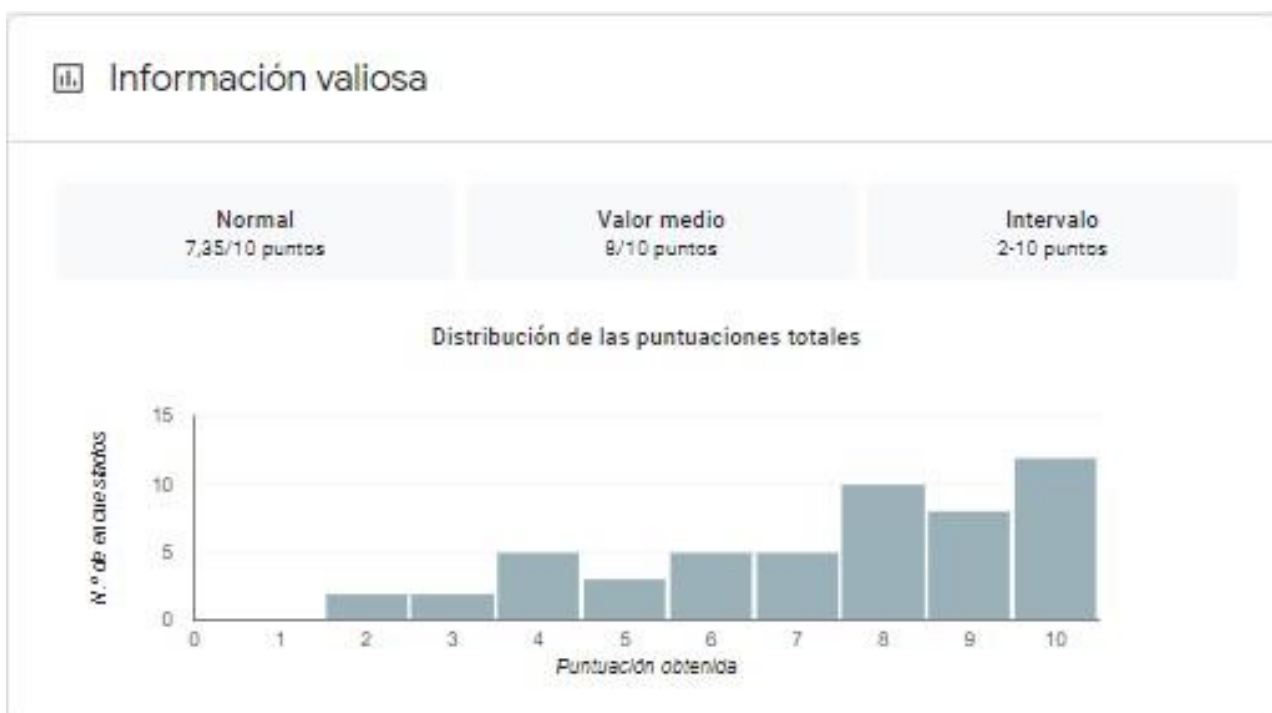 Información valiosa
Normal
7,35/10 puntos
Valor medio
8/10 puntos
Intervalo
2-10 puntos
Distribución de las puntuaciones totales
N.º de encuestados
15
10
5
0
0 1 2 3 4 5 6 7 8 9 10
Puntuación obtenida